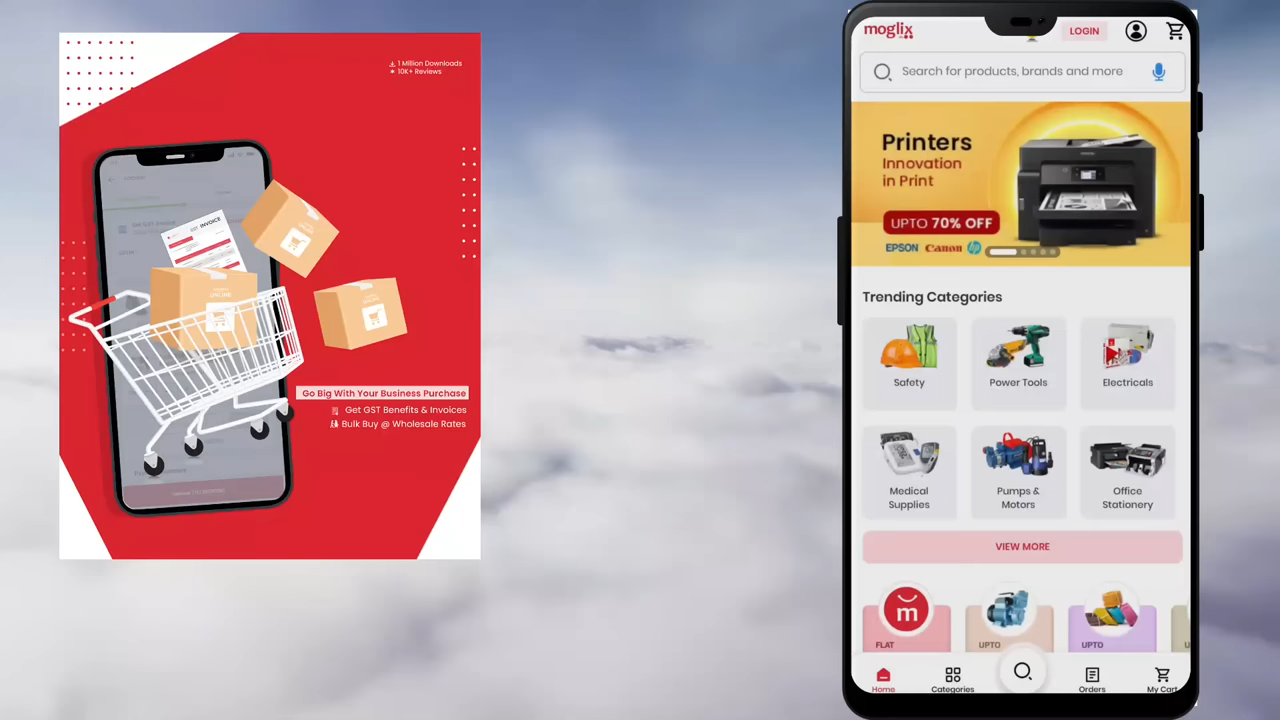 1 Million Downloads
10K+ Reviews
INVOICE
ONLINE
Go Big With Your Business Purchase
Get GST Benefits & Invoices
Bulk Buy @ Wholesale Rates
moglix
LOGIN
Search for products, brands and more
Printers
Innovation
in Print
UPTO 70% OFF
EPSON Canon hp
Trending Categories
Safety
Power Tools
Electricals
Medical
Supplies
Pumps &
Motors
Office
Stationery
VIEW MORE
m
FLAT
UPTO
UPTO
Home
Categories
Orders
My Cart